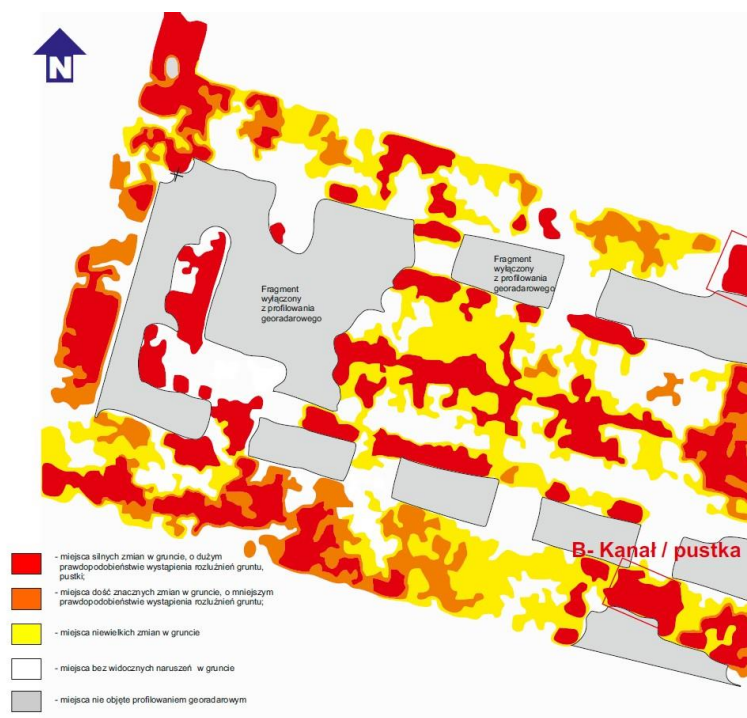 N
Fragment
wyłączony
z profilowania
georadarowego
Fragment
wyłączony
z profilowania
georadarowego
B- Kanał / pustka
- miejsca silnych zmian w gruncie, o dużym
prawdopodobieństwie wystąpienia rozluźnień gruntu,
pustki;
- miejsca dość znacznych zmian w gruncie, o mniejszym
prawdopodobieństwie wystąpienia rozluźnień gruntu;
- miejsca niewielkich zmian w gruncie
- miejsca bez widocznych naruszeń w gruncie
- miejsca nie objęte profilowaniem georadarowym